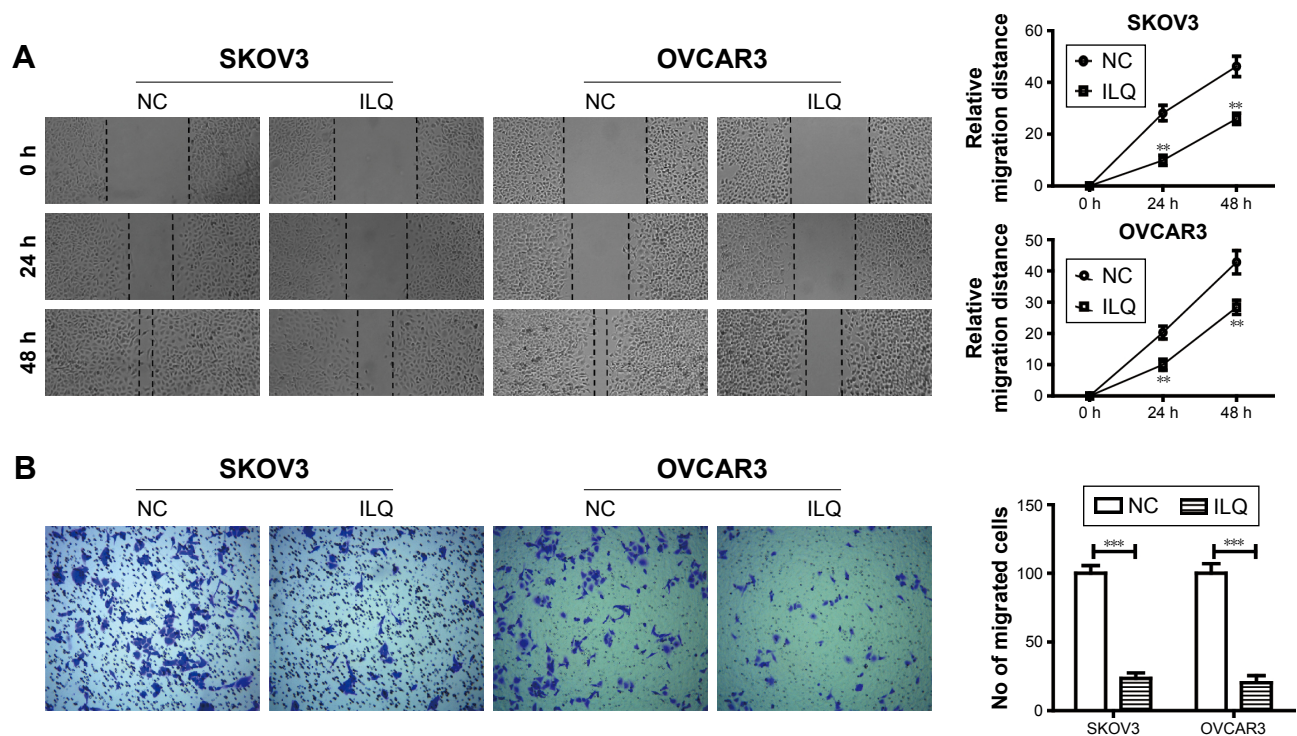 A
SKOV3
OVCAR3
NC
ILQ
NC
ILQ
0 h
24 h
48 h
SKOV3
Relative
migration distance
60
40
20
0
NC
ILQ
**
**
0 h
24 h
48 h
OVCAR3
Relative
migration distance
50
40
30
20
10
0
NC
ILQ
**
**
0 h
24 h
48 h
B
SKOV3
OVCAR3
NC
ILQ
NC
ILQ
No of migrated cells
150
100
50
0
NC
ILQ
***
***
SKOV3
OVCAR3